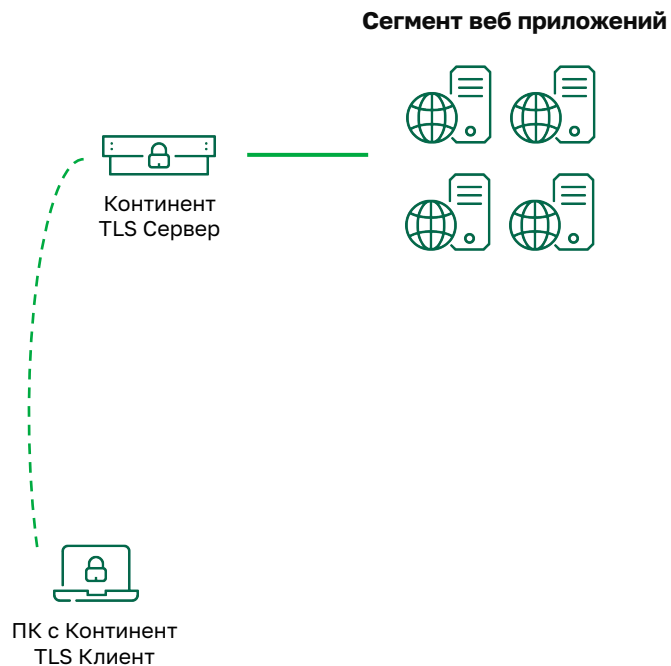 Сегмент веб приложений
Континент
TLS Сервер
ПК с Континент
TLS Клиент